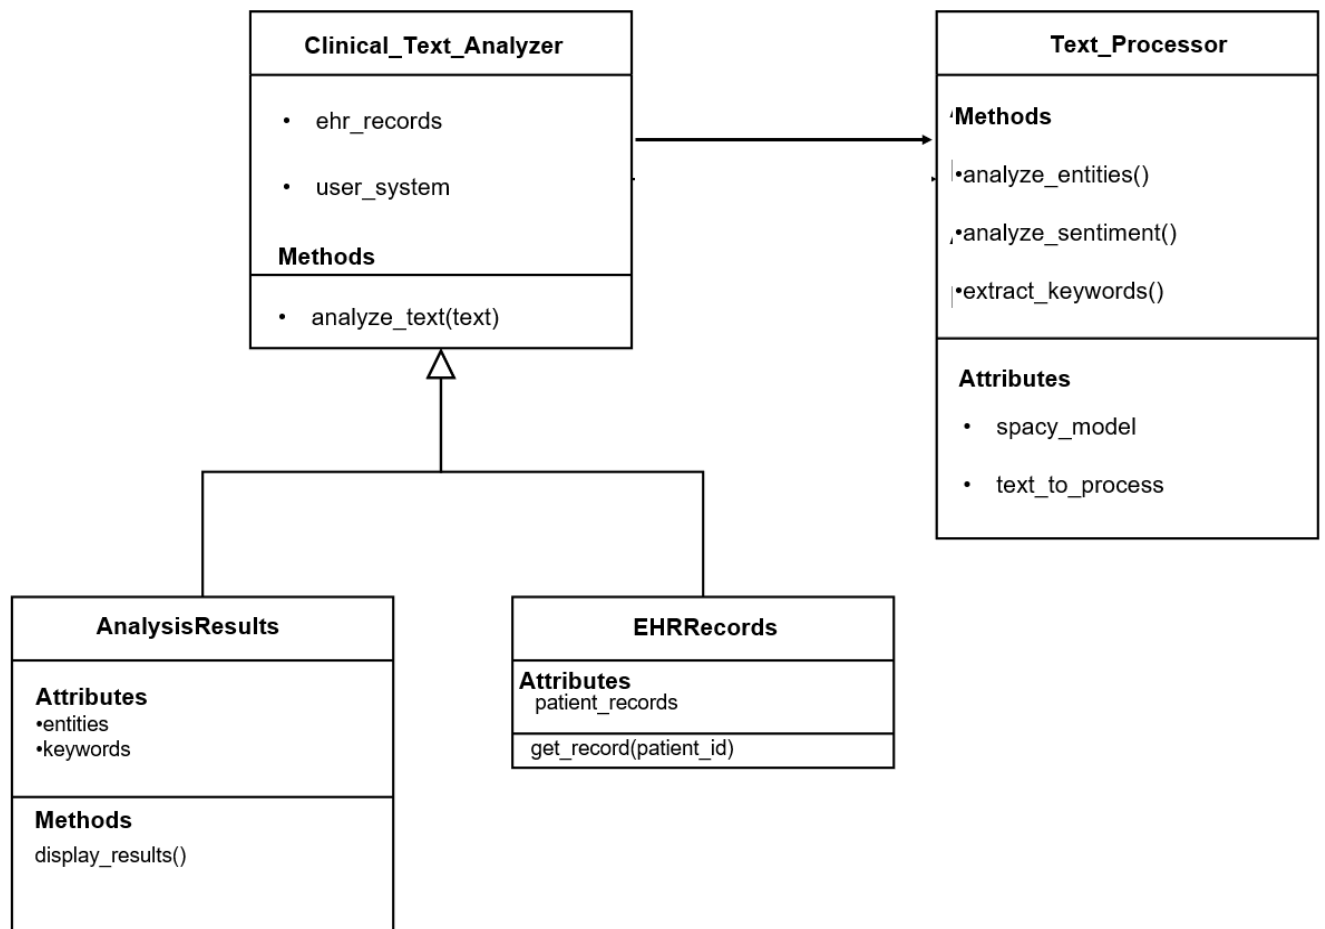 Clinical_Text_Analyzer
• ehr_records
• user_system
Methods
• analyze_text(text)
Text_Processor
Methods
•analyze_entities()
•analyze_sentiment()
•extract_keywords()
Attributes
• spacy_model
• text_to_process
AnalysisResults
Attributes
•entities
•keywords
Methods
display_results()
EHRRecords
Attributes
patient_records
get_record(patient_id)